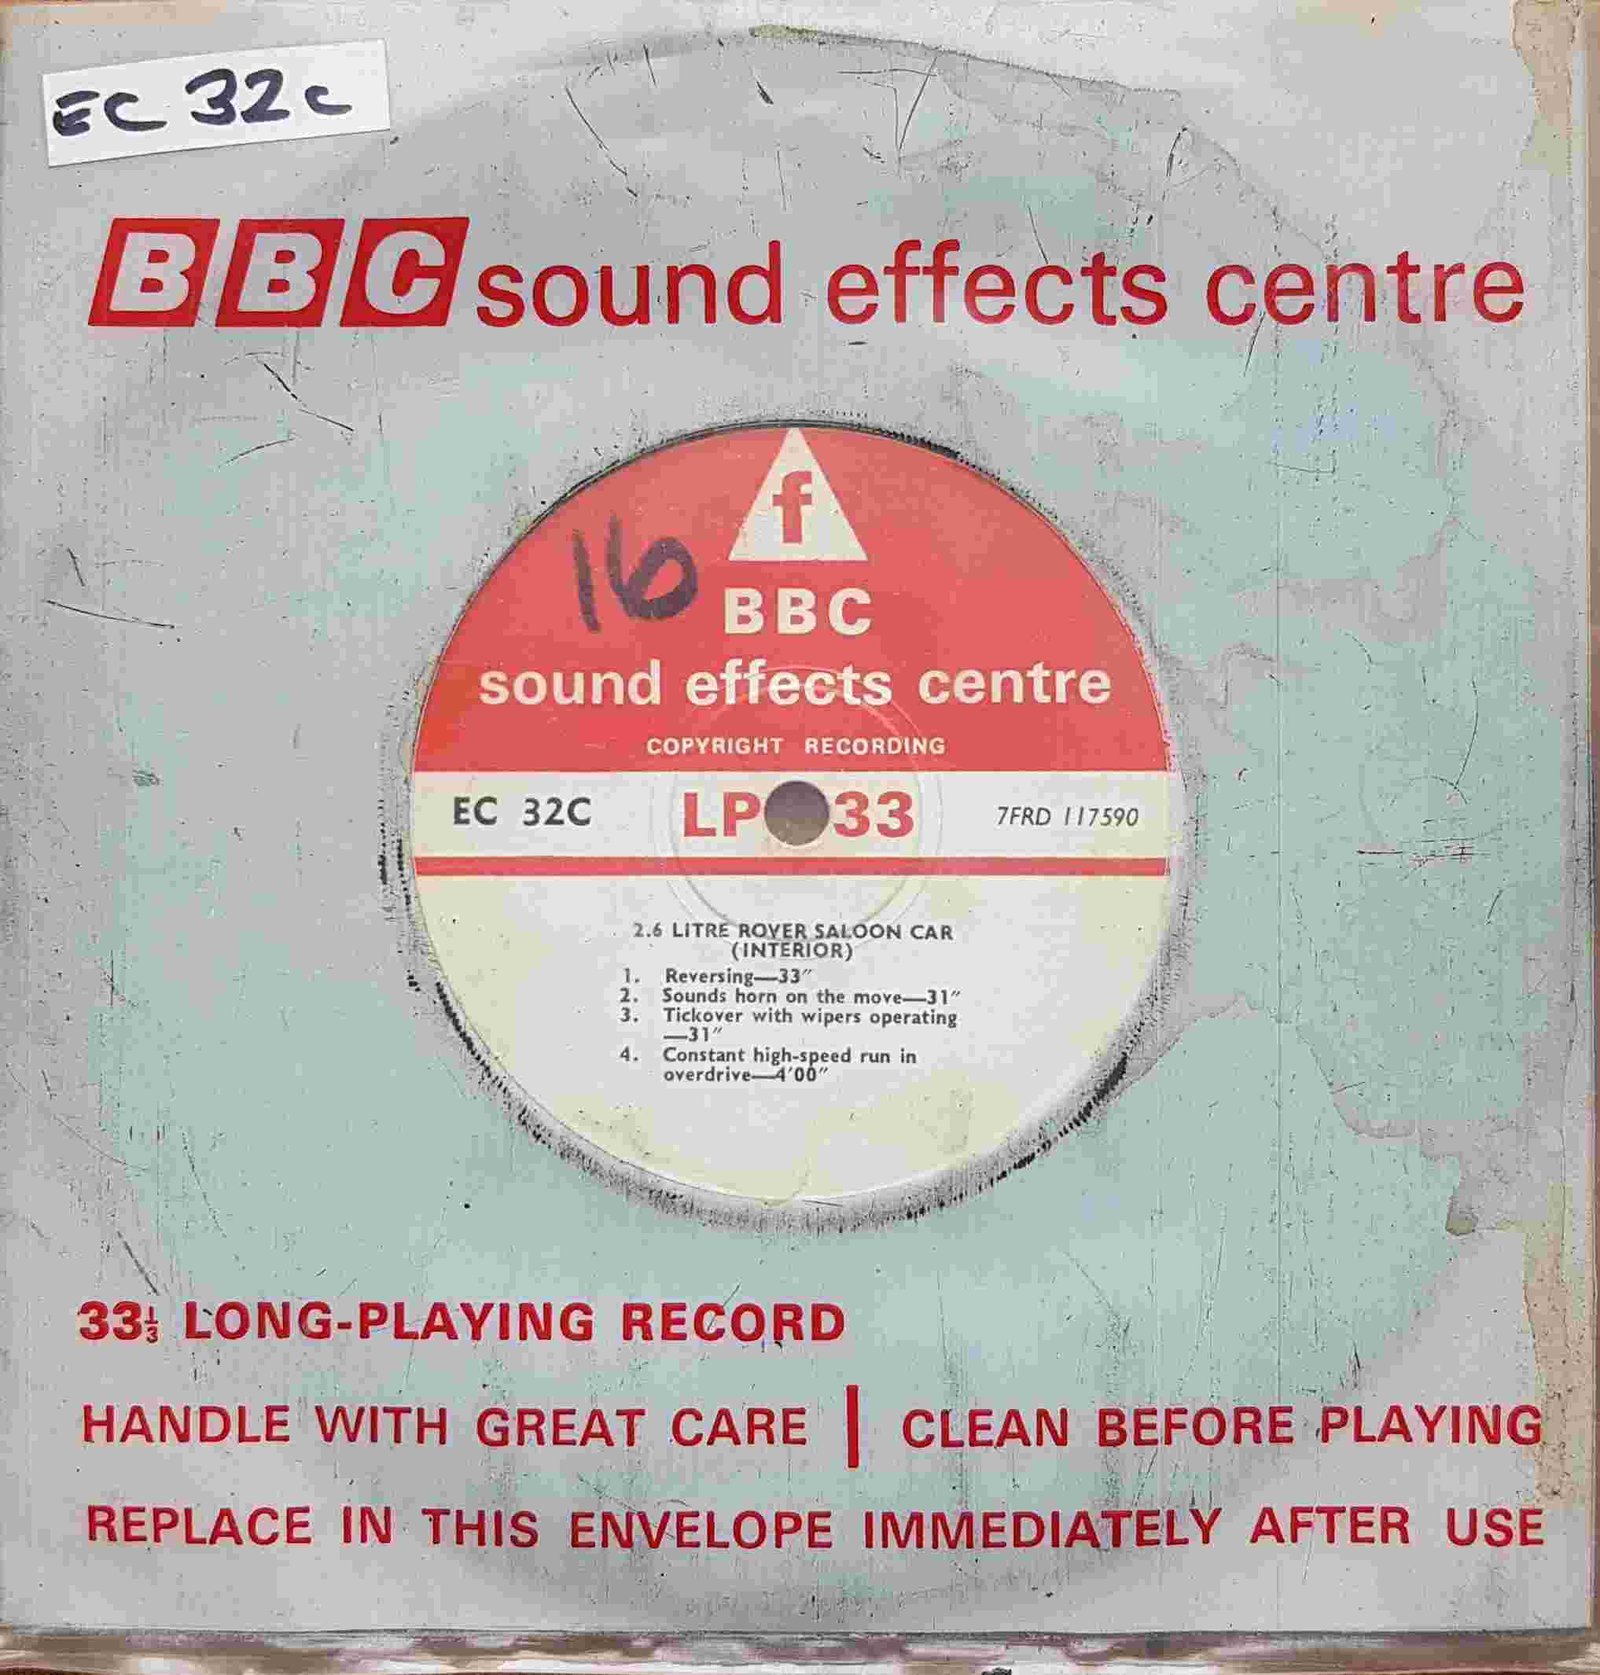 EC 32c
BBC sound effects centre
16
f
BBC
sound effects centre
COPYRIGHT RECORDING
EC 32C LP 33 7FRD 117590
2.6 LITRE ROVER SALOON CAR
(INTERIOR)
1. Reversing—33"
2. Sounds horn on the move—31"
3. Tickover with wipers operating
—31"
4. Constant high-speed run in
overdrive—4'00"
33⅓ LONG-PLAYING RECORD
HANDLE WITH GREAT CARE | CLEAN BEFORE PLAYING
REPLACE IN THIS ENVELOPE IMMEDIATELY AFTER USE